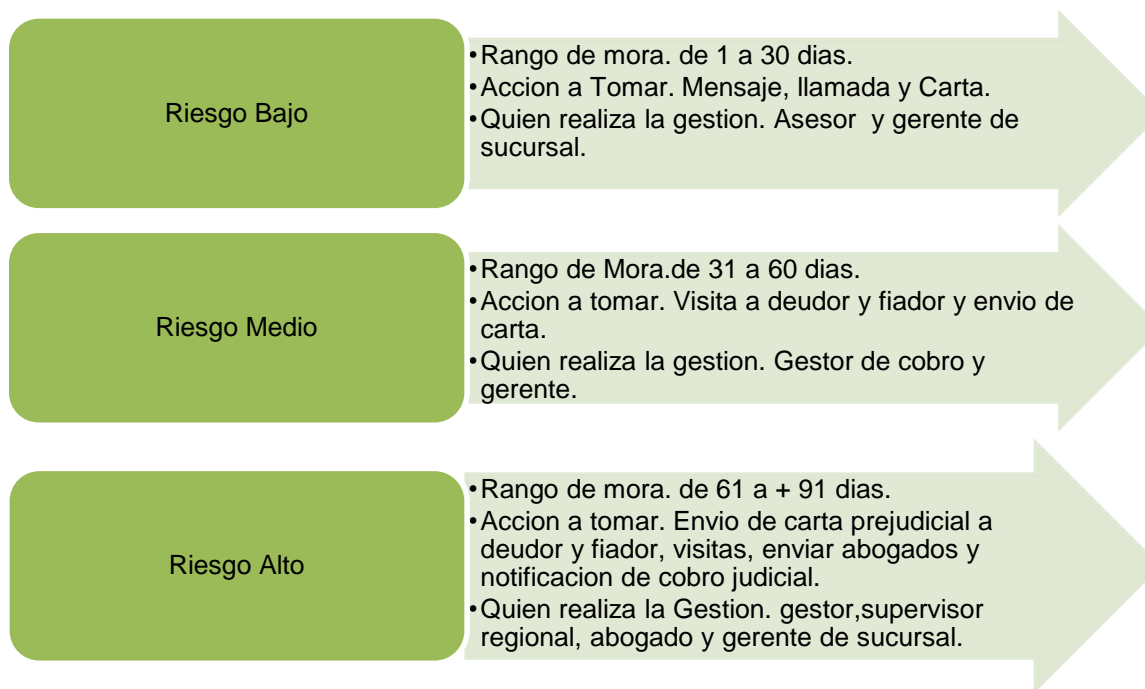 Riesgo Bajo
•Rango de mora. de 1 a 30 dias.
•Accion a Tomar. Mensaje, llamada y Carta.
•Quien realiza la gestion. Asesor  y gerente de
sucursal.
Riesgo Medio
•Rango de Mora.de 31 a 60 dias.
•Accion a tomar. Visita a deudor y fiador y envio de
carta.
•Quien realiza la gestion. Gestor de cobro y
gerente.
Riesgo Alto
•Rango de mora. de 61 a + 91 dias.
•Accion a tomar. Envio de carta prejudicial a
deudor y fiador, visitas, enviar abogados y
notificacion de cobro judicial.
•Quien realiza la Gestion. gestor,supervisor
regional, abogado y gerente de sucursal.